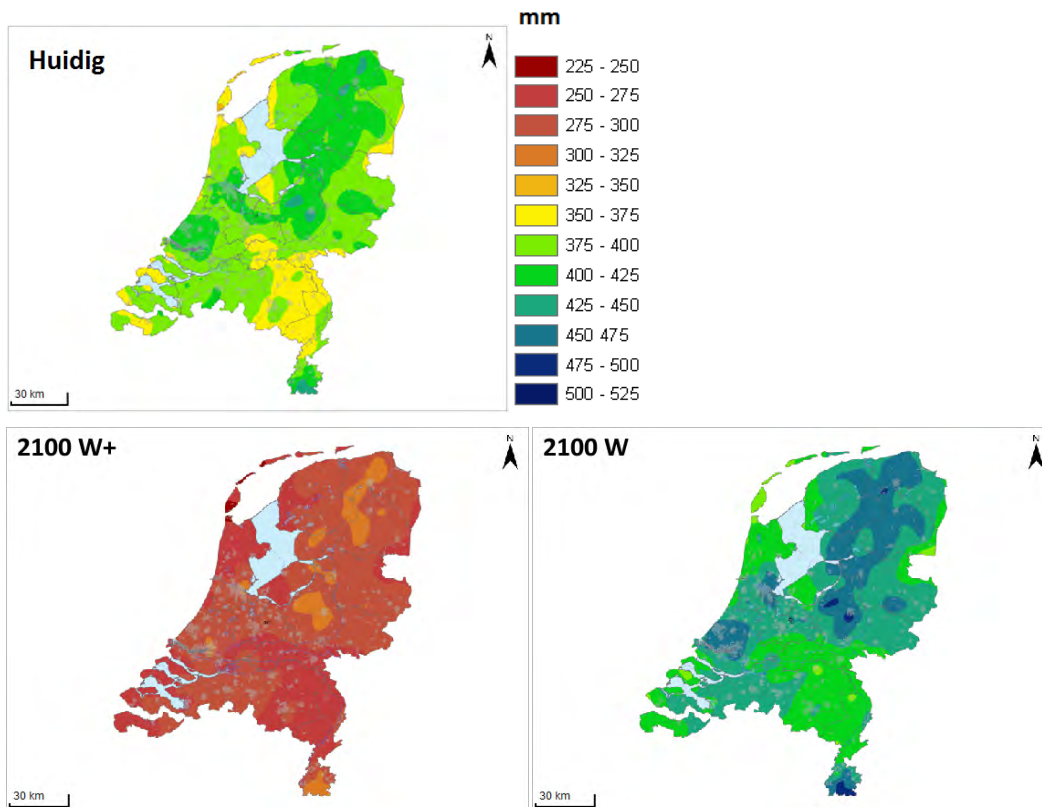 Huidig
N
30 km
mm
225 - 250
250 - 275
275 - 300
300 - 325
325 - 350
350 - 375
375 - 400
400 - 425
425 - 450
450 475
475 - 500
500 - 525
2100 W+
N
30 km
2100 W
N
30 km